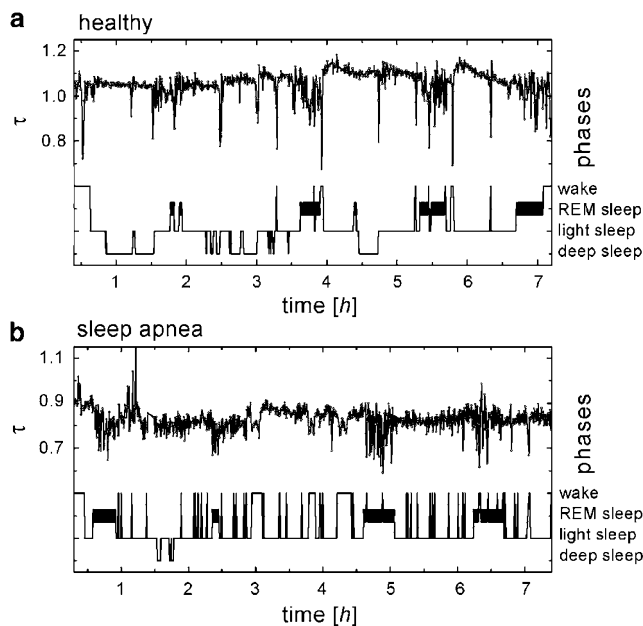 a healthy
1.2
1.0
0.8
τ
phases
wake
REM sleep
light sleep
deep sleep
1 2 3 4 5 6 7
time [h]
b sleep apnea
1.1
0.9
0.7
τ
phases
wake
REM sleep
light sleep
deep sleep
1 2 3 4 5 6 7
time [h]